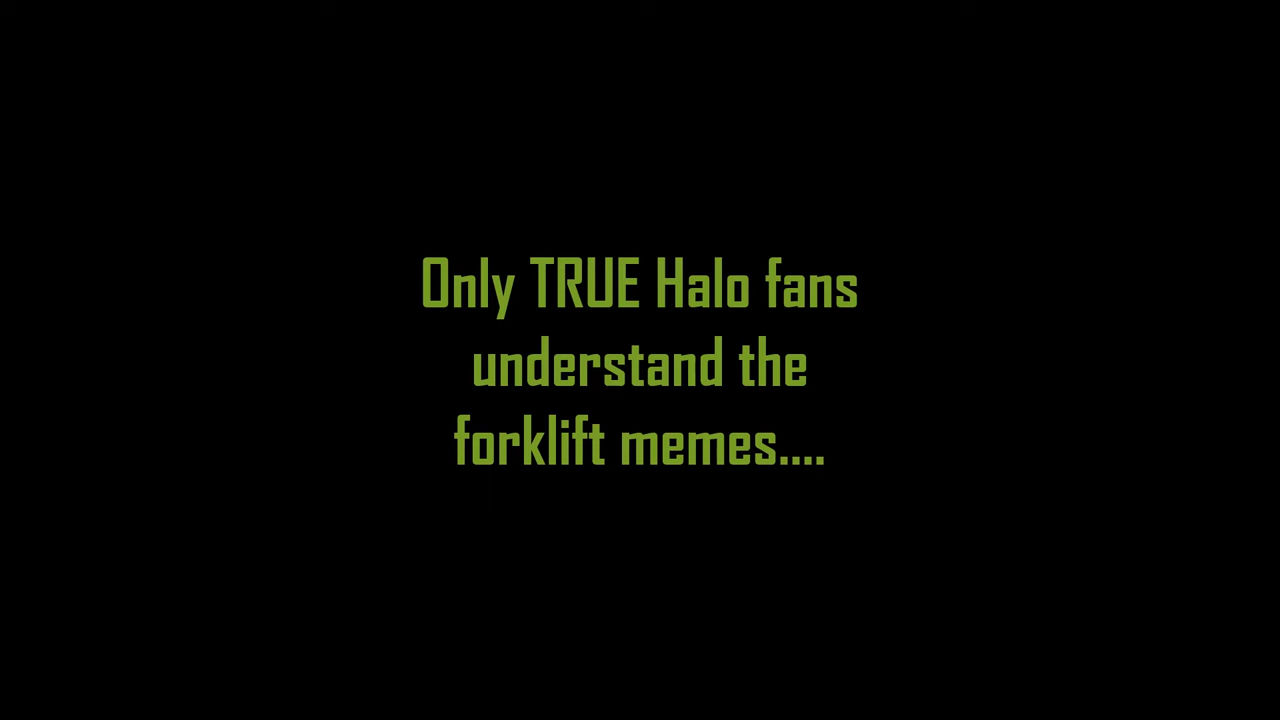 Only TRUE Halo fans
understand the
forklift memes....